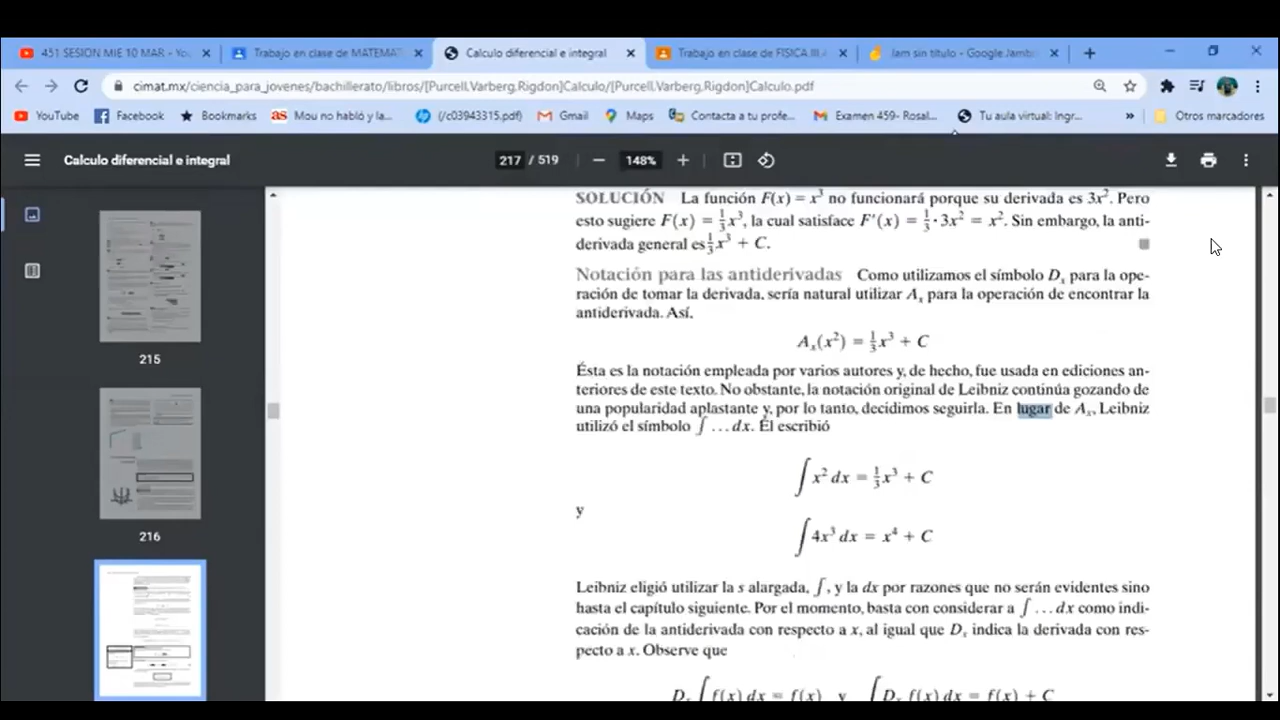 451 SESION MIE 10 MAR - You
Trabajo en clase de MATEMAT
Calculo diferencial e integral
Trabajo en clase de FISICA III
Jam sin título - Google Jamb
cimat.mx/ciencia_para_jovenes/bachillerato/libros/[Purcell,Varberg,Rigdon]Calculo/[Purcell,Varberg,Rigdon]Calculo.pdf
YouTube
Facebook
Bookmarks
as Mou no habló y la...
(/c03943315.pdf)
Gmail
Maps
Contacta a tu profe...
Examen 459- Rosal...
Tu aula virtual: Ingr...
»
Otros marcadores
Calculo diferencial e integral
217 / 519
148%
215
216
SOLUCIÓN La función F(x) = x³ no funcionará porque su derivada es 3x². Pero
esto sugiere F(x) = ⅓x³, la cual satisface F'(x) = ⅓ · 3x² = x². Sin embargo, la anti-
derivada general es ⅓x³ + C.
Notación para las antiderivadas Como utilizamos el símbolo Dₓ para la ope-
ración de tomar la derivada, sería natural utilizar Aₓ para la operación de encontrar la
antiderivada. Así,
Aₓ(x²) = ⅓x³ + C
Ésta es la notación empleada por varios autores y, de hecho, fue usada en ediciones an-
teriores de este texto. No obstante, la notación original de Leibniz continúa gozando de
una popularidad aplastante y, por lo tanto, decidimos seguirla. En lugar de Aₓ, Leibniz
utilizó el símbolo ∫ ... dx. Él escribió
∫ x² dx = ⅓x³ + C
y
∫ 4x³ dx = x⁴ + C
Leibniz eligió utilizar la s alargada, ∫, y la dx por razones que no serán evidentes sino
hasta el capítulo siguiente. Por el momento, basta con considerar a ∫ ... dx como indi-
cación de la antiderivada con respecto a x, al igual que Dₓ indica la derivada con res-
pecto a x. Observe que
Dₓ ∫ f(x) dx = f(x) y ∫ Dₓ f(x) dx = f(x) + C